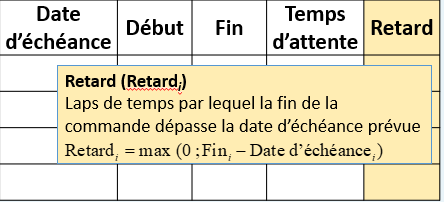 Date d’échéance Début Fin Temps d’attente Retard
Retard (Retardᵢ)
Laps de temps par lequel la fin de la
commande dépasse la date d’échéance prévue
Retardᵢ = max (0 ;Finᵢ – Date d’échéanceᵢ)